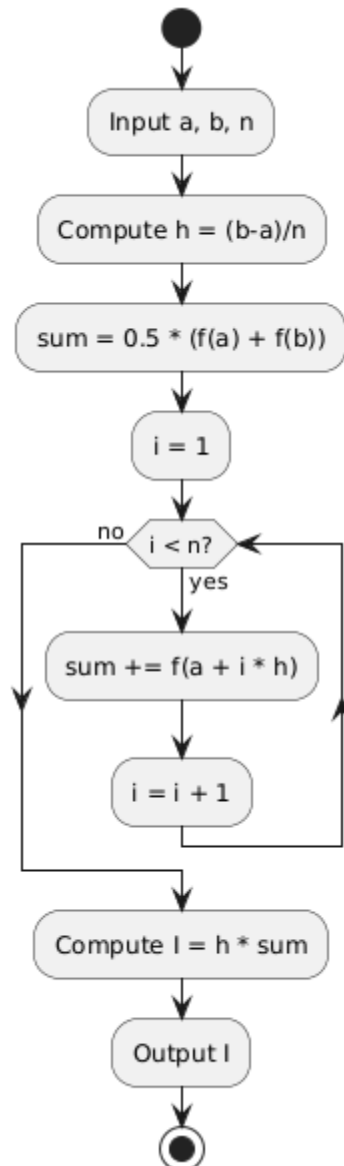 Input a, b, n
Compute h = (b-a)/n
sum = 0.5 * (f(a) + f(b))
i = 1
no
i < n?
yes
sum += f(a + i * h)
i = i + 1
Compute I = h * sum
Output I